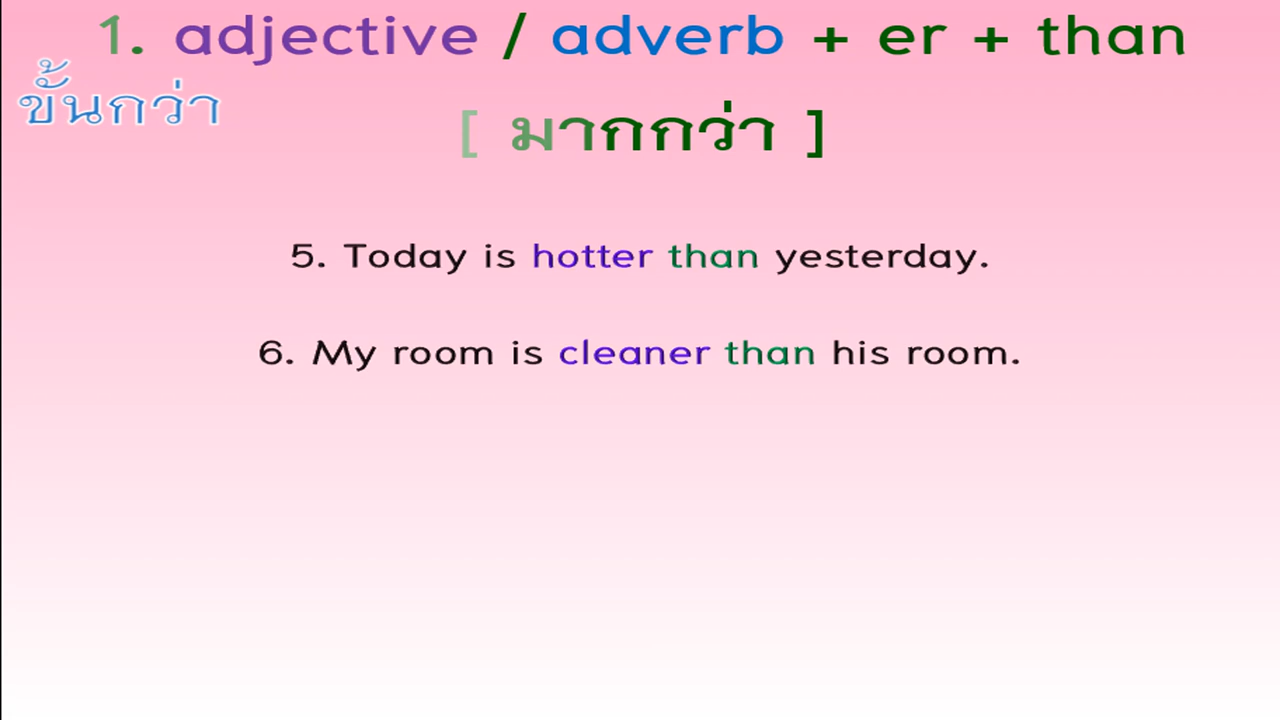 1. adjective / adverb + er + than
ขั้นกว่า
[ มากกว่า ]
5. Today is hotter than yesterday.
6. My room is cleaner than his room.